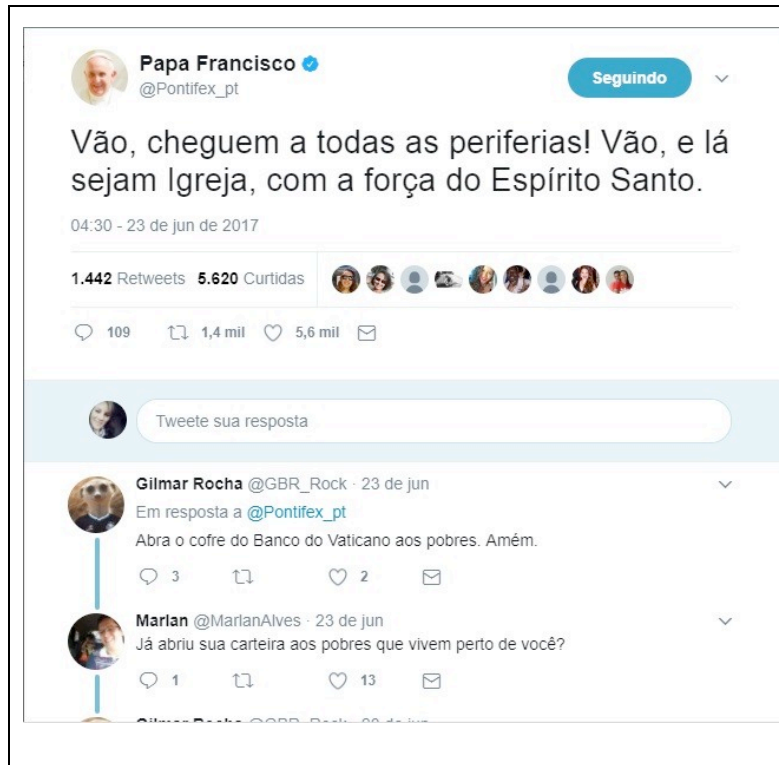 Papa Francisco
@Pontifex_pt
Seguindo
Vão, cheguem a todas as periferias! Vão, e lá
sejam Igreja, com a força do Espírito Santo.
04:30 - 23 de jun de 2017
1.442 Retweets 5.620 Curtidas
109 1,4 mil 5,6 mil
Tweete sua resposta
Gilmar Rocha @GBR_Rock · 23 de jun
Em resposta a @Pontifex_pt
Abra o cofre do Banco do Vaticano aos pobres. Amém.
3 2
Marlan @MarlanAlves · 23 de jun
Já abriu sua carteira aos pobres que vivem perto de você?
1 13